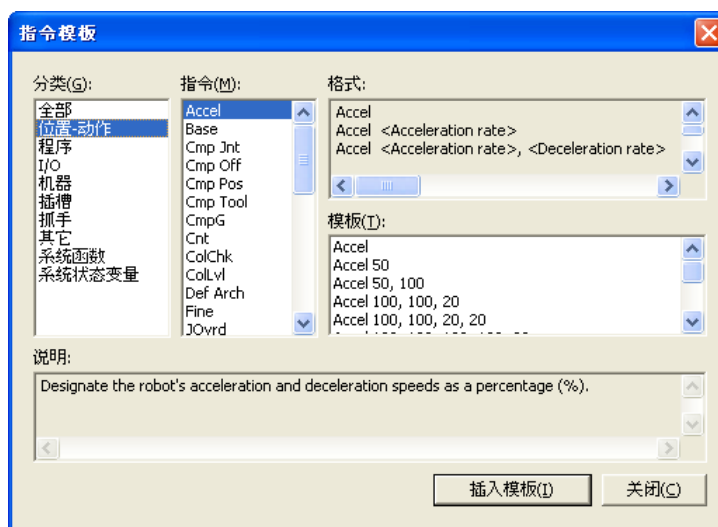 指令模板
分类(G):
全部
位置-动作
程序
I/O
机器
插槽
抓手
其它
系统函数
系统状态变量
指令(M):
Accel
Base
Cmp Jnt
Cmp Off
Cmp Pos
Cmp Tool
CmpG
Cnt
ColChk
ColLvl
Def Arch
Fine
JOvrd
格式:
Accel
Accel <Acceleration rate>
Accel <Acceleration rate>, <Deceleration rate>
模板(T):
Accel
Accel 50
Accel 50, 100
Accel 100, 100, 20
Accel 100, 100, 20, 20
说明:
Designate the robot's acceleration and deceleration speeds as a percentage (%).
插入模板(I)
关闭(C)